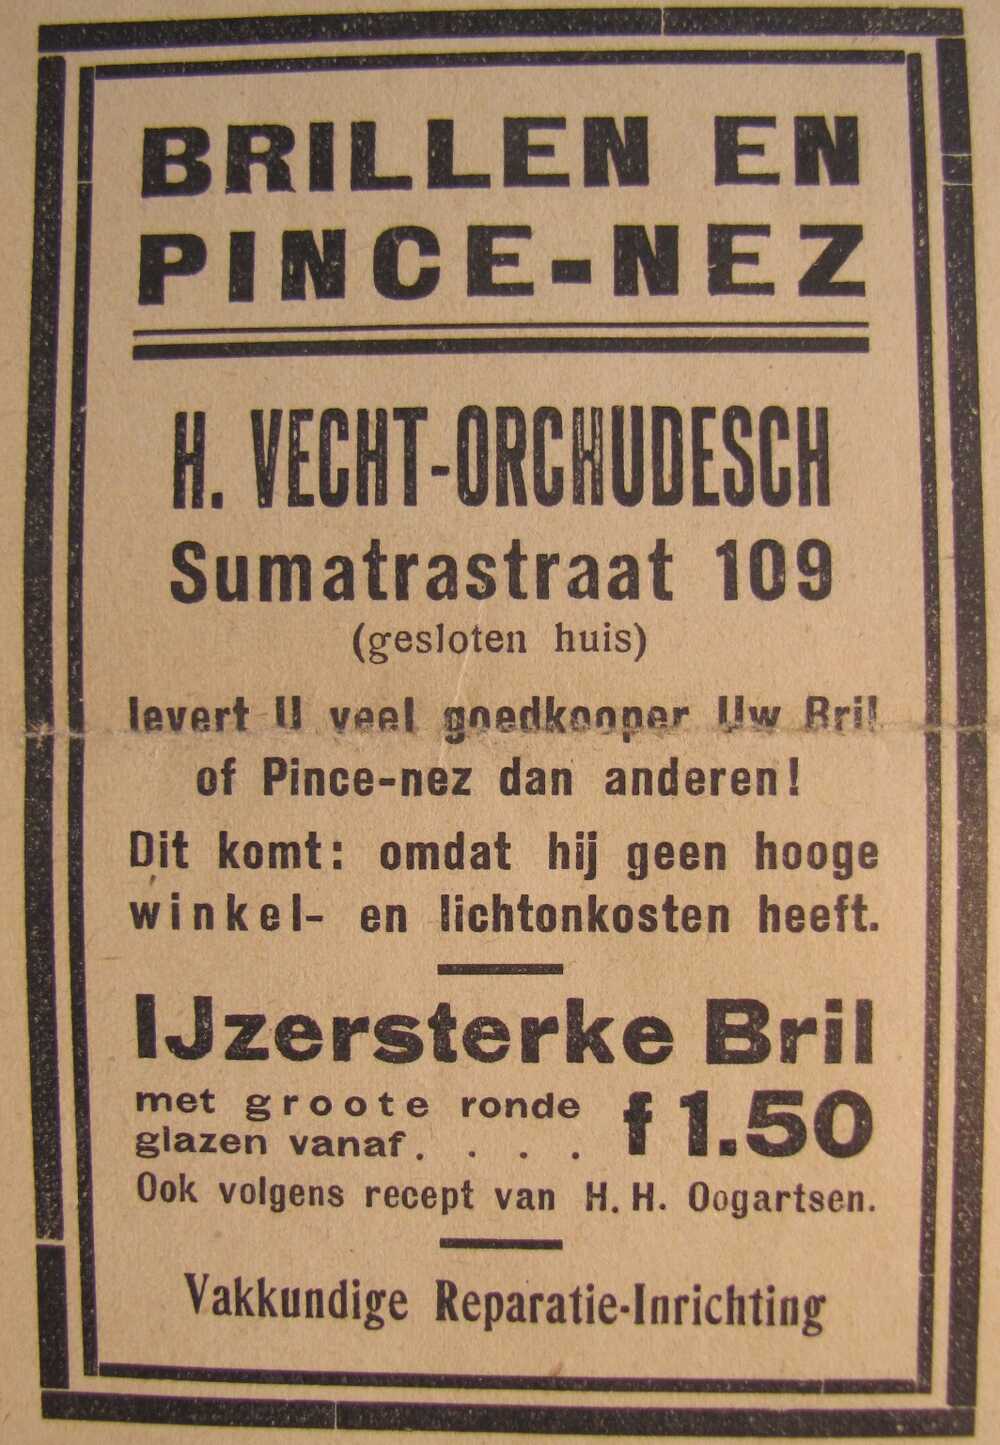 BRILLEN EN
PINCE-NEZ
H. VECHT-ORCHUDESCH
Sumatrastraat 109
(gesloten huis)
levert U veel goedkooper Uw Bril
of Pince-nez dan anderen!
Dit komt: omdat hij geen hooge
winkel- en lichtonkosten heeft.
IJzersterke Bril
met groote ronde
glazen vanaf. . . . . f 1.50
Ook volgens recept van H. H. Oogartsen.
Vakkundige Reparatie-Inrichting